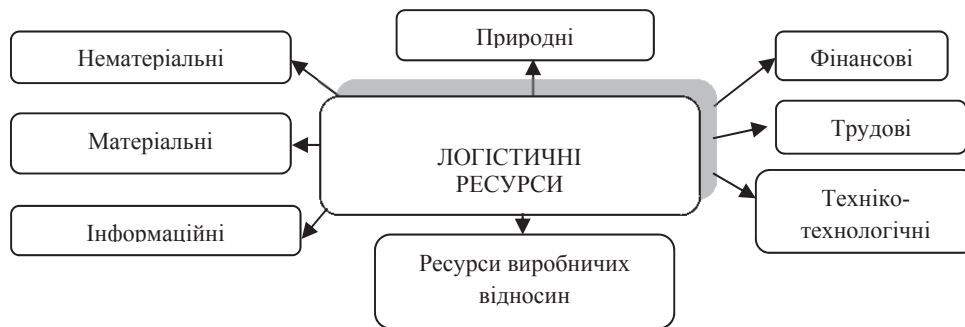 Природні
Нематеріальні
Фінансові
Матеріальні
Трудові
ЛОГІСТИЧНІ
РЕСУРСИ
Техніко-
технологічні
Інформаційні
Ресурси виробничих
відносин